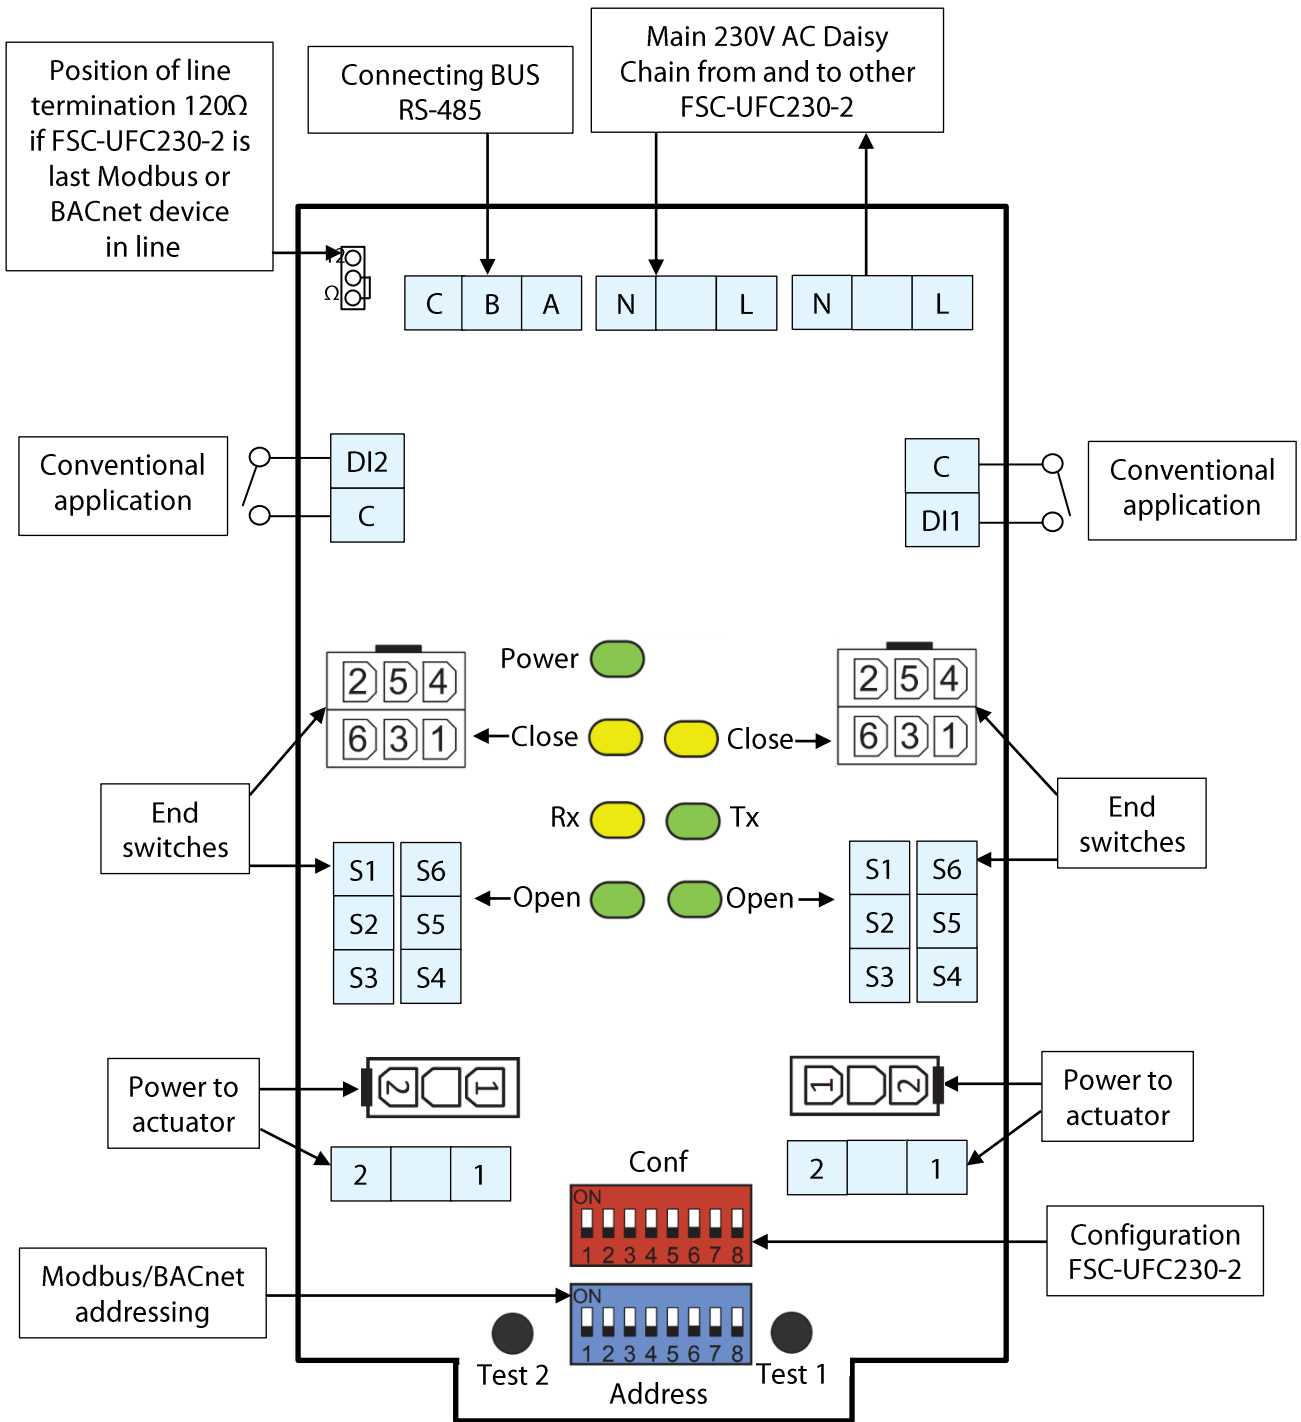 Main 230V AC Daisy
Chain from and to other
FSC-UFC230-2
Position of line
termination 120Ω
if FSC-UFC230-2 is
last Modbus or
BACnet device
in line
Connecting BUS
RS-485
12
Ω
C B A N L N L
Conventional
application
DI2
C
C
DI1
Conventional
application
2 5 4
6 3 1
Power
Close Close
2 5 4
6 3 1
End
switches
Rx Tx
End
switches
S1 S6
S2 S5
S3 S4
Open Open
S1 S6
S2 S5
S3 S4
Power to
actuator
2 1
2 1
1 2
2 1
Power to
actuator
Conf
ON
1 2 3 4 5 6 7 8
Configuration
FSC-UFC230-2
Modbus/BACnet
addressing
ON
1 2 3 4 5 6 7 8
Test 2 Test 1
Address